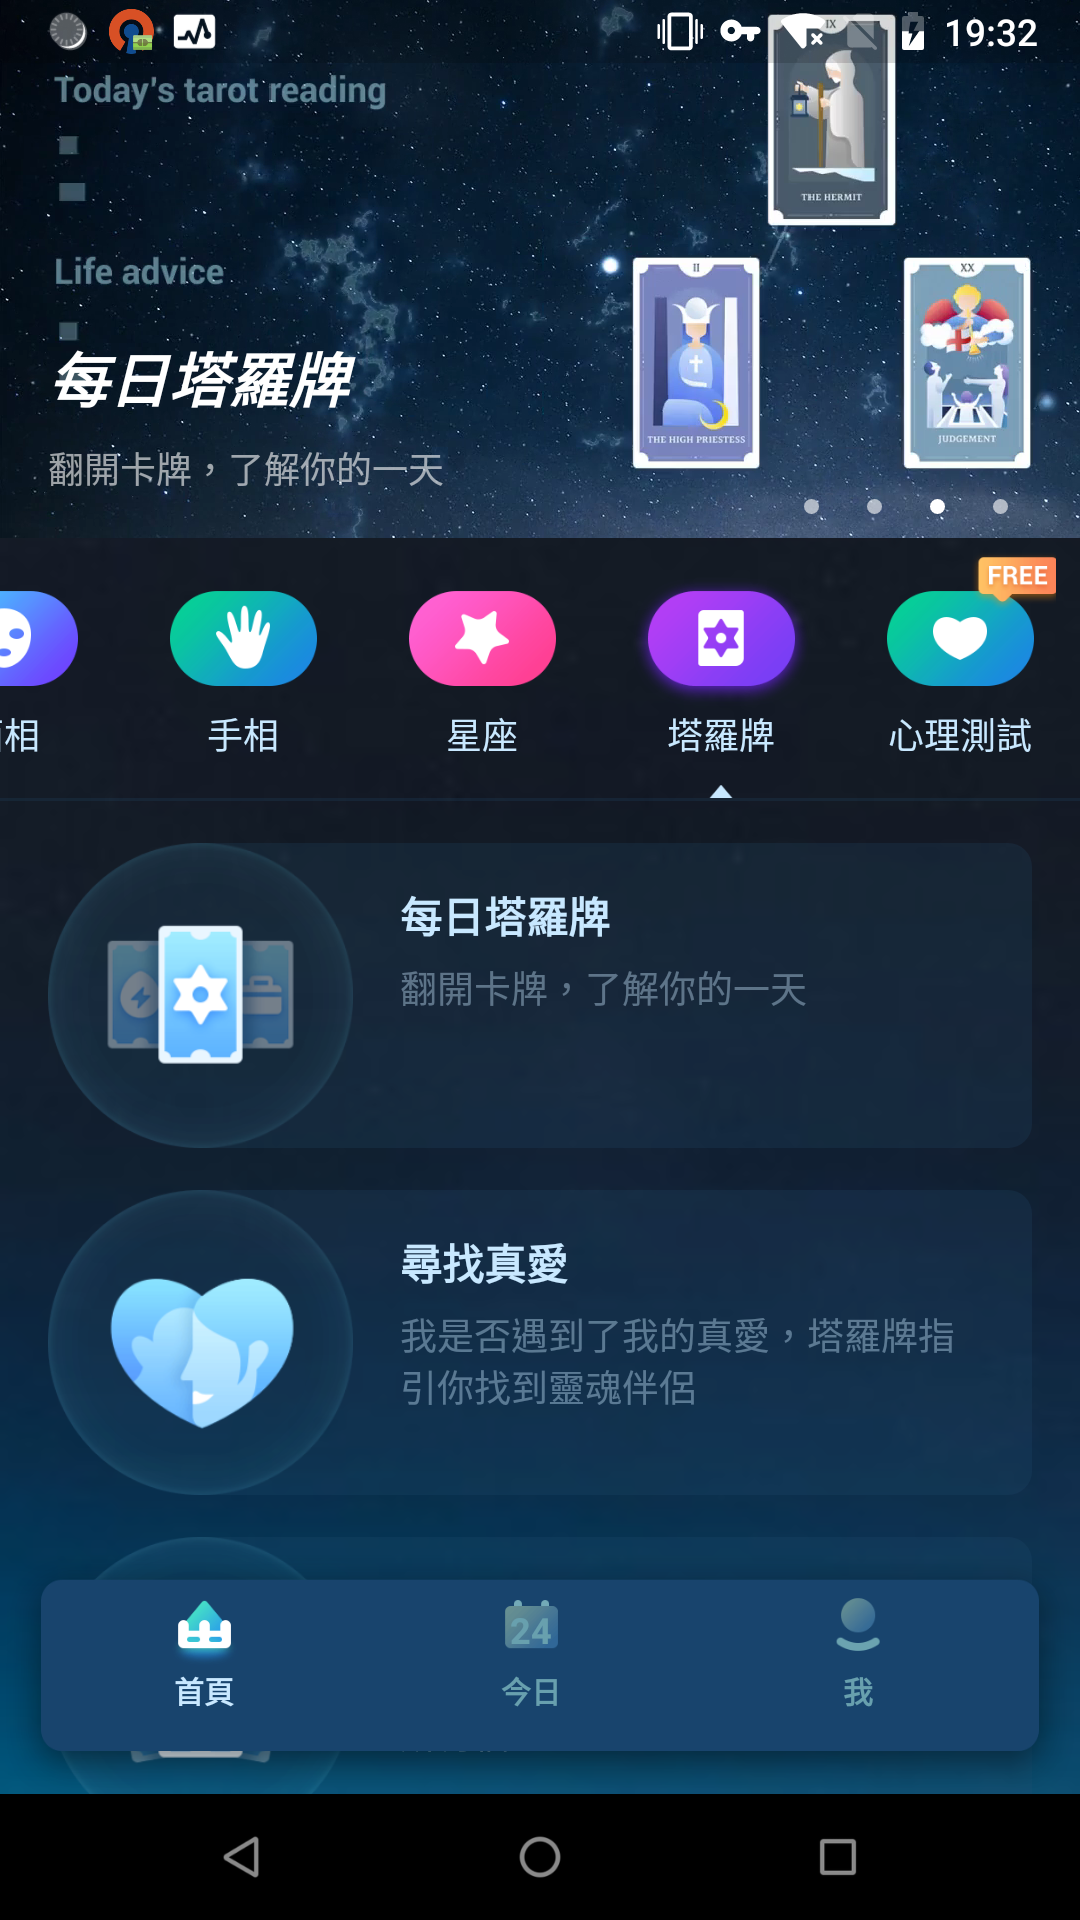 19:32
Today's tarot reading
IX
THE HERMIT
Life advice
II
XX
THE HIGH PRIESTESS
JUDGEMENT
每日塔羅牌
翻開卡牌，了解你的一天
FREE
相
手相
星座
塔羅牌
心理測試
每日塔羅牌
翻開卡牌，了解你的一天
尋找真愛
我是否遇到了我的真愛，塔羅牌指
引你找到靈魂伴侶
24
首頁
今日
我